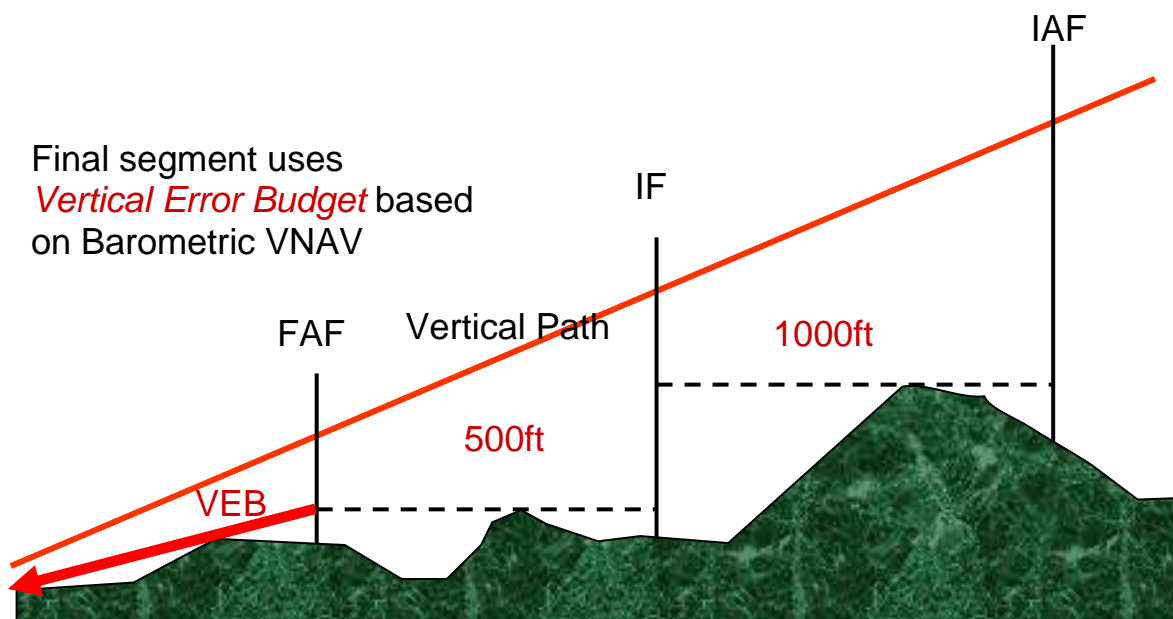 IAF
Final segment uses
Vertical Error Budget based
on Barometric VNAV
IF
FAF
Vertical Path
1000ft
500ft
VEB